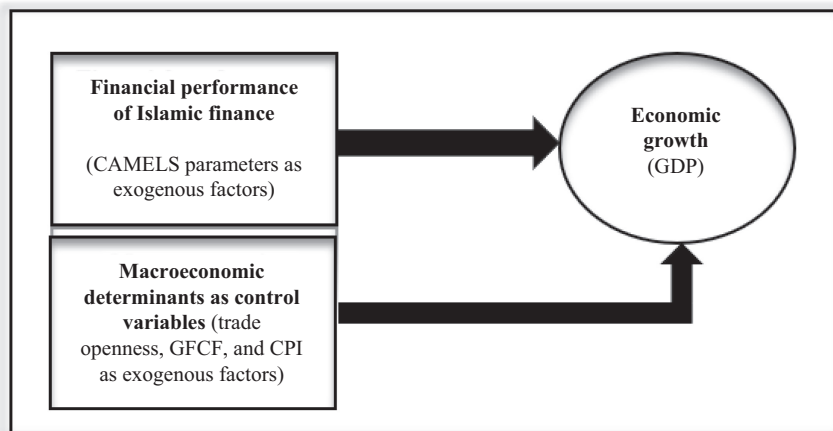 Financial performance
of Islamic finance
(CAMELS parameters as
exogenous factors)
Economic
growth
(GDP)
Macroeconomic
determinants as control
variables (trade
openness, GFCF, and CPI
as exogenous factors)